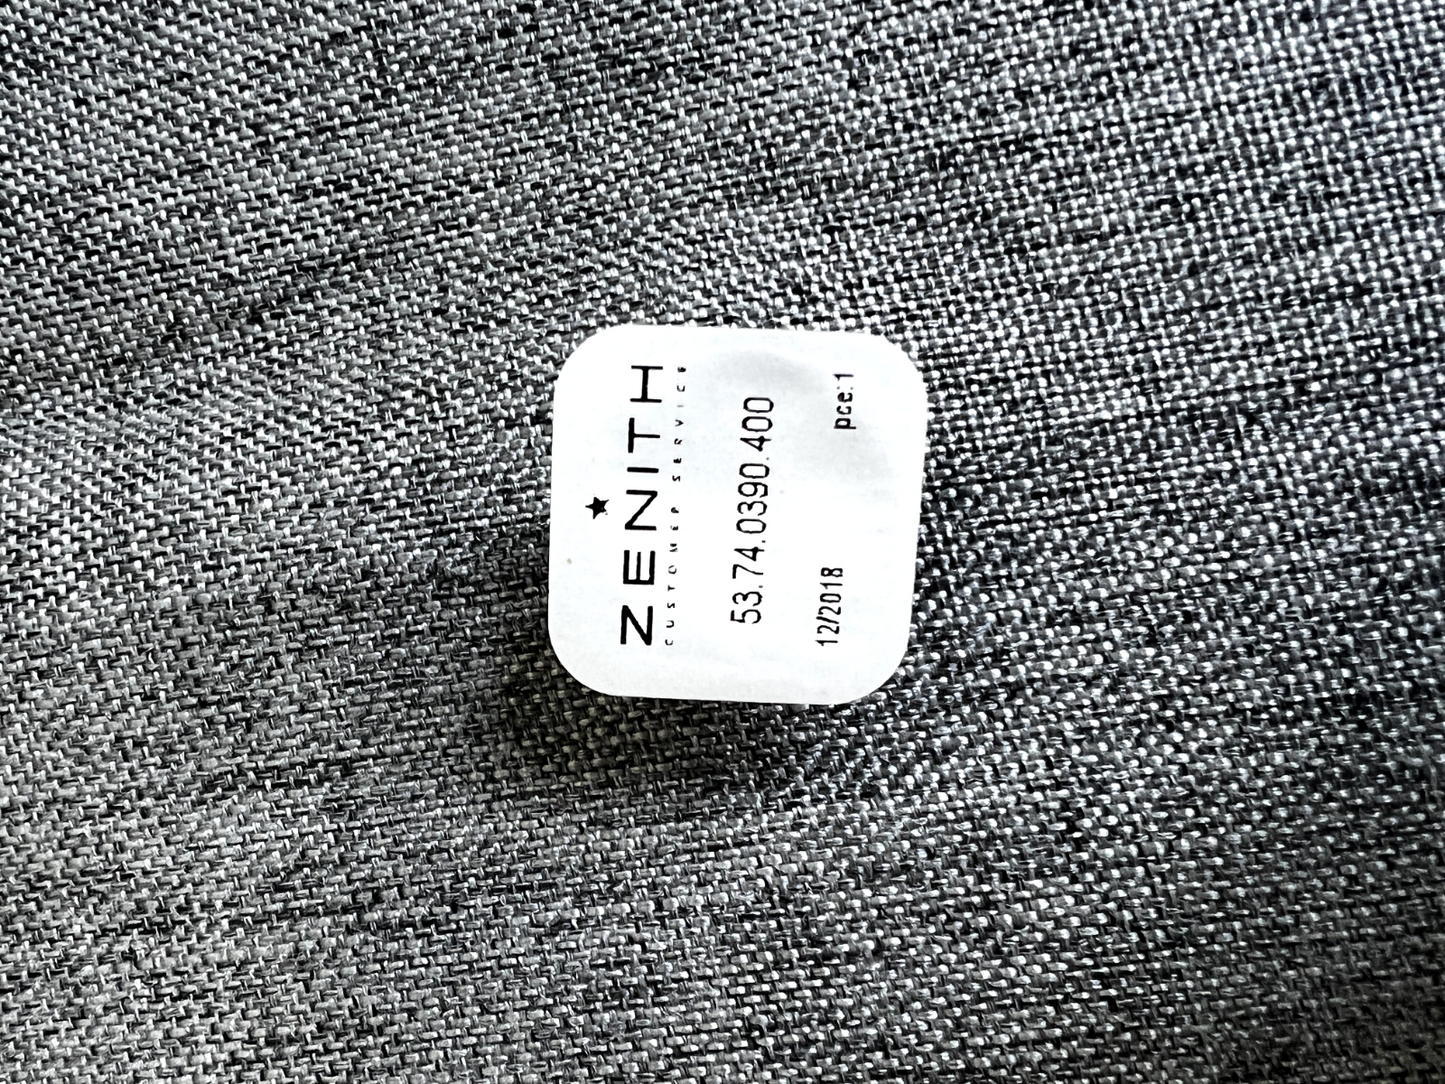 ZENITH
CUSTOMER SERVICE
53.74.0390.400
12/2018 pce:1